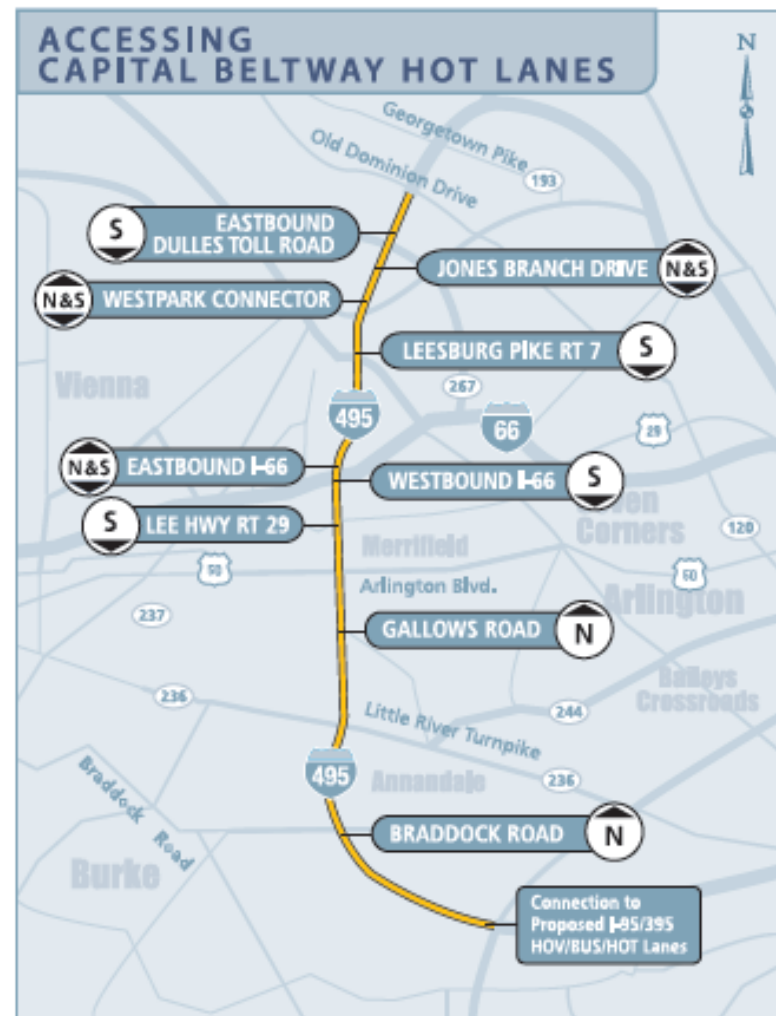 ACCESSING
CAPITAL BELTWAY HOT LANES
N
Georgetown Pike
Old Dominion Drive
193
S
EASTBOUND
DULLES TOLL ROAD
JONES BRANCH DRIVE
N&S
N&S
WESTPARK CONNECTOR
LEESBURG PIKE RT 7
S
Vienna
267
495
66
29
N&S
EASTBOUND I-66
WESTBOUND I-66
S
S
LEE HWY RT 29
Corners
Merrifield
120
50
50
Arlington Blvd.
Arlington
237
GALLOWS ROAD
N
Baileys
Crossroads
236
Little River Turnpike
244
495
Annandale
236
Braddock Road
BRADDOCK ROAD
N
Burke
Connection to
Proposed I-95/395
HOV/BUS/HOT Lanes